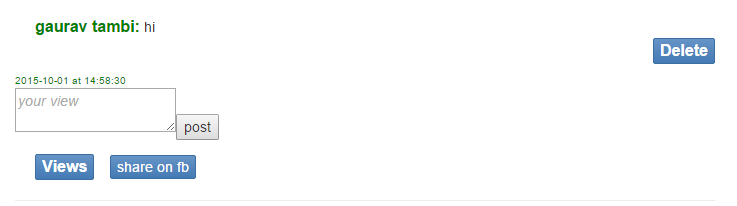 gaurav tambi: hi
Delete
2015-10-01 at 14:58:30
your view
post
Views share on fb